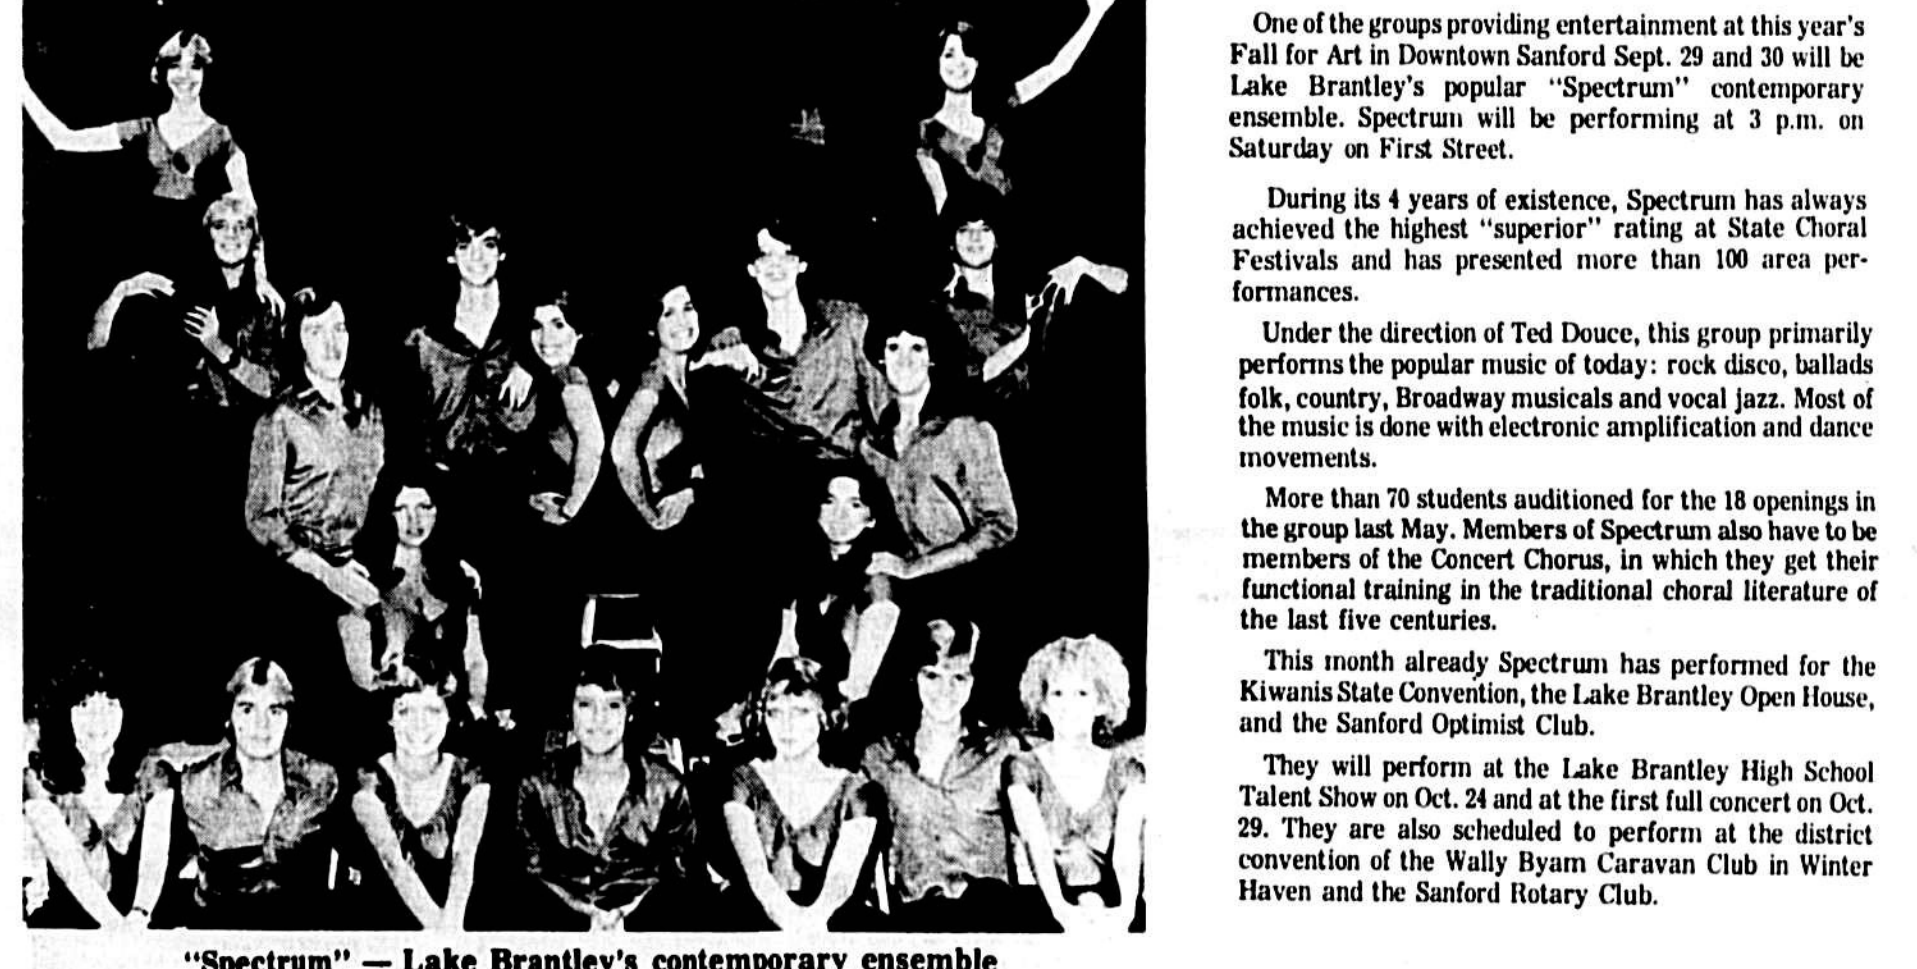 One of the groups providing entertainment at this year's
Fall for Art in Downtown Sanford Sept. 29 and 30 will be
Lake Brantley's popular "Spectrum" contemporary
ensemble. Spectrum will be performing at 3 p.m. on
Saturday on First Street.
During its 4 years of existence, Spectrum has always
achieved the highest "superior" rating at State Choral
Festivals and has presented more than 100 area per-
formances.
Under the direction of Ted Douce, this group primarily
performs the popular music of today: rock disco, ballads
folk, country, Broadway musicals and vocal jazz. Most of
the music is done with electronic amplification and dance
movements.
More than 70 students auditioned for the 18 openings in
the group last May. Members of Spectrum also have to be
members of the Concert Chorus, in which they get their
functional training in the traditional choral literature of
the last five centuries.
This month already Spectrum has performed for the
Kiwanis State Convention, the Lake Brantley Open House,
and the Sanford Optimist Club.
They will perform at the Lake Brantley High School
Talent Show on Oct. 24 and at the first full concert on Oct.
29. They are also scheduled to perform at the district
convention of the Wally Byam Caravan Club in Winter
Haven and the Sanford Rotary Club.
"Spectrum" — Lake Brantley's contemporary ensemble